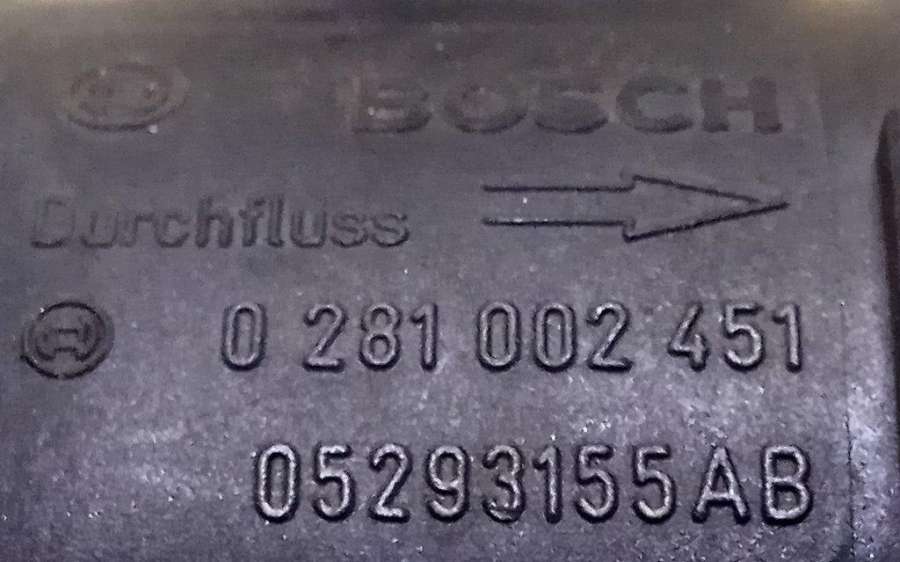 BOSCH
Durchfluss
0 281 002 451
05293155AB